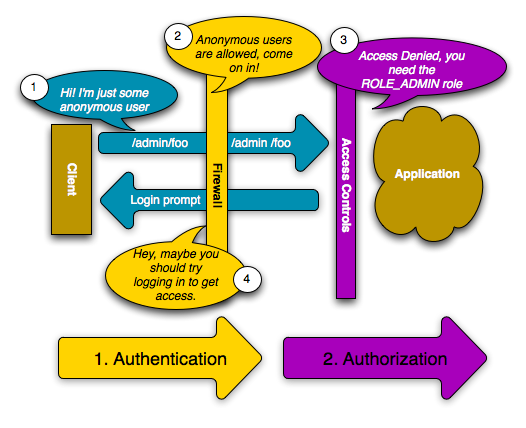 1
Hi! I'm just some
anonymous user
2
Anonymous users
are allowed, come
on in!
3
Access Denied, you
need the
ROLE_ADMIN role
Client
/admin/foo
Firewall
/admin /foo
Access Controls
Application
Login prompt
Hey, maybe you
should try
logging in to get
access.
4
1. Authentication
2. Authorization